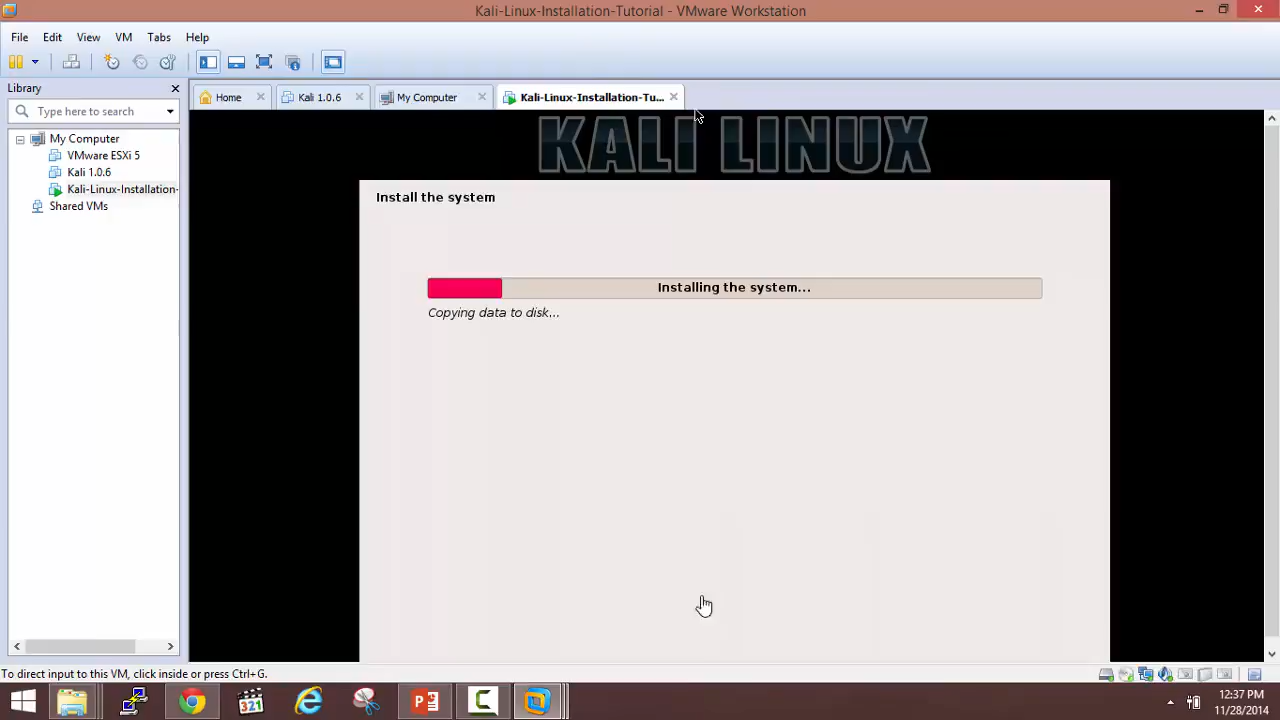 Kali-Linux-Installation-Tutorial - VMware Workstation
File Edit View VM Tabs Help
Library
Home Kali 1.0.6 My Computer Kali-Linux-Installation-Tu...
Type here to search
My Computer
VMware ESXi 5
Kali 1.0.6
Kali-Linux-Installation-
Shared VMs
KALI LINUX
Install the system
Installing the system...
Copying data to disk...
To direct input to this VM, click inside or press Ctrl+G.
321
12:37 PM
11/28/2014